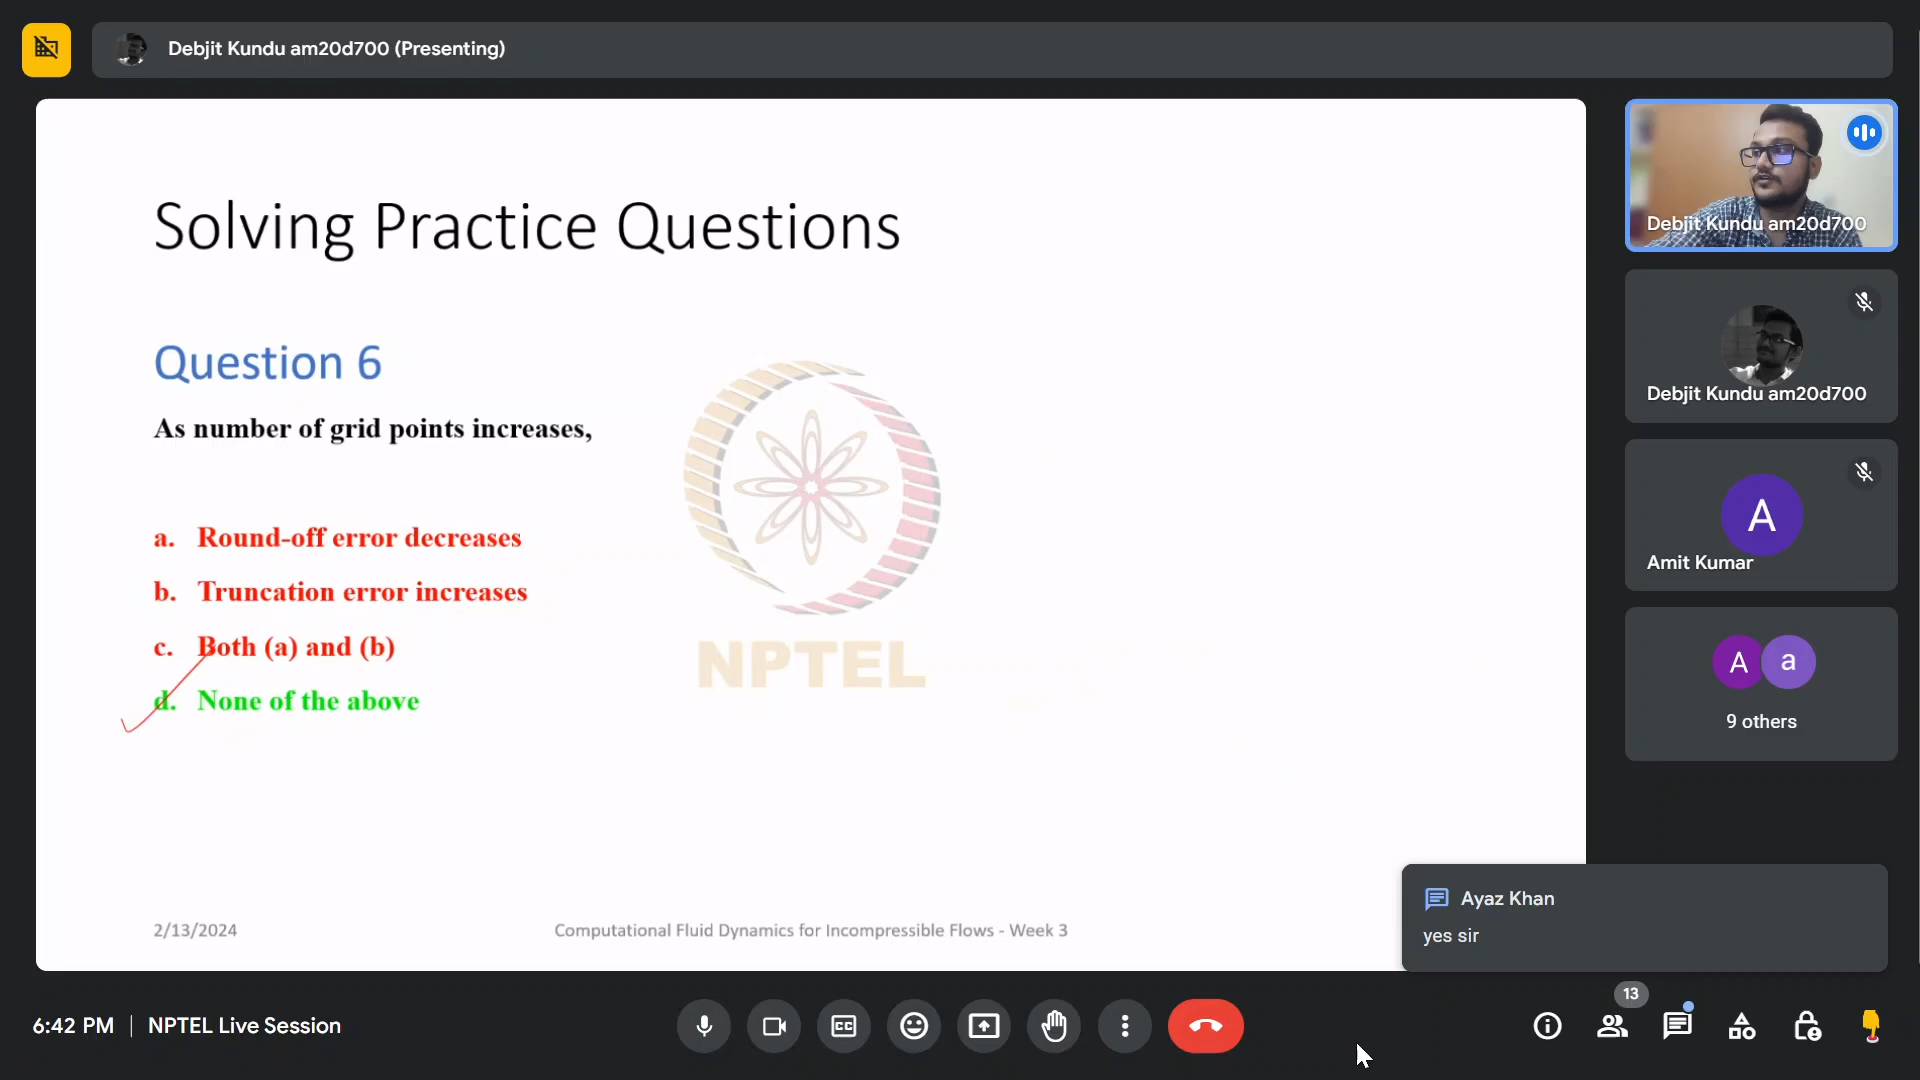 Debjit Kundu am20d700 (Presenting)
Solving Practice Questions
Question 6
As number of grid points increases,
a. Round-off error decreases
b. Truncation error increases
c. Both (a) and (b)
d. None of the above
NPTEL
2/13/2024
Computational Fluid Dynamics for Incompressible Flows - Week 3
Debjit Kundu am20d700
Debjit Kundu am20d700
A
Amit Kumar
A a
9 others
Ayaz Khan
yes sir
6:42 PM | NPTEL Live Session
CC
13